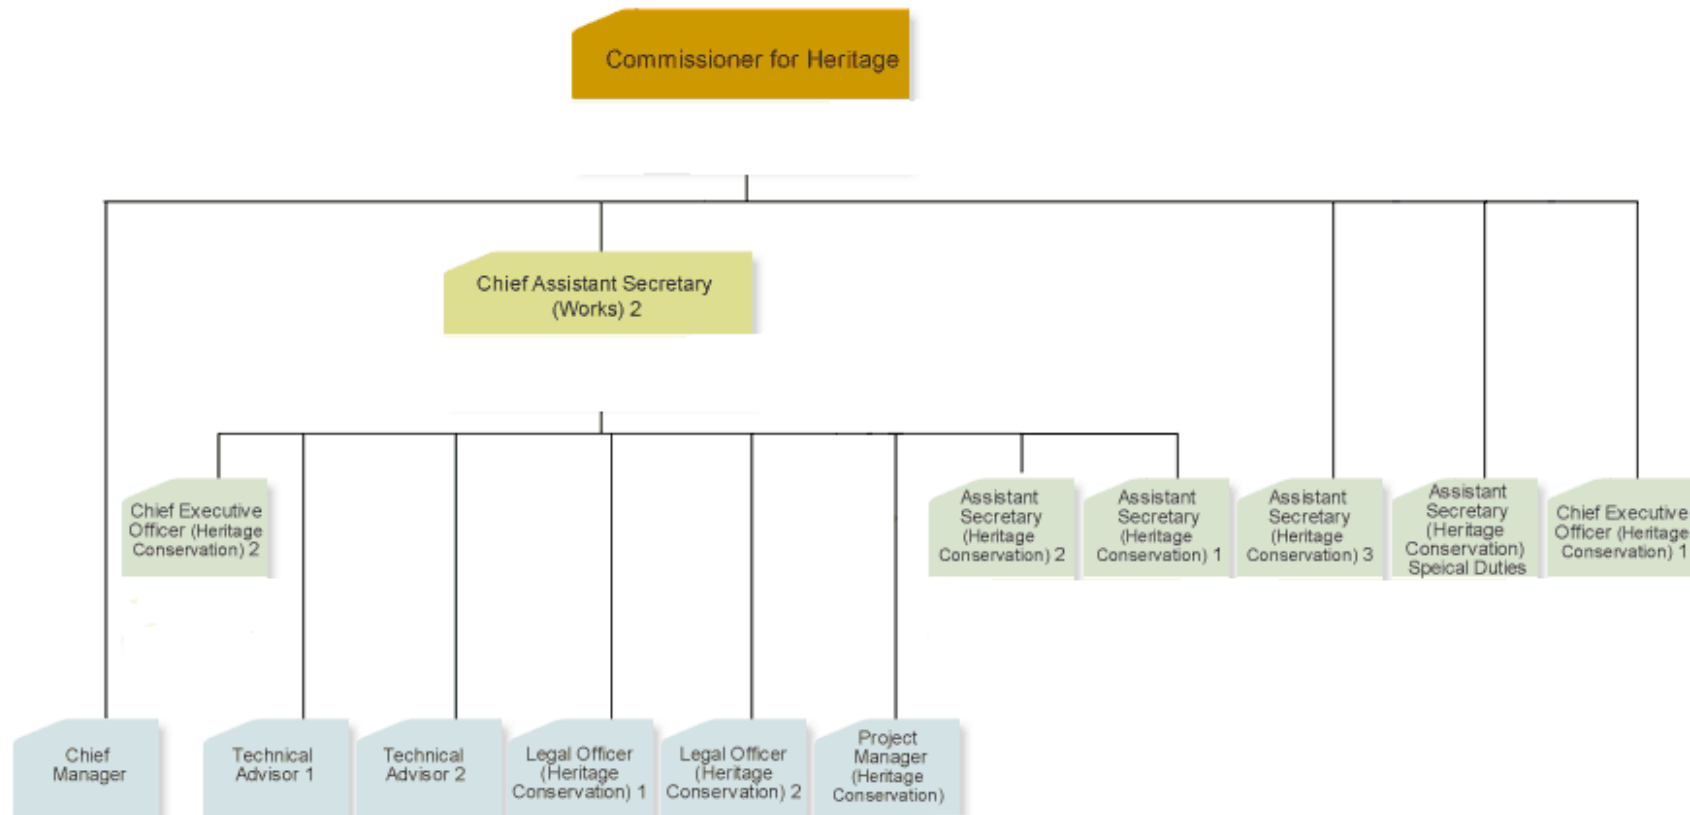 Commissioner for Heritage
Chief Assistant Secretary
(Works) 2
Chief Executive
Officer (Heritage
Conservation) 2
Assistant
Secretary
(Heritage
Conservation) 2
Assistant
Secretary
(Heritage
Conservation) 1
Assistant
Secretary
(Heritage
Conservation) 3
Assistant
Secretary
(Heritage
Conservation)
Speical Duties
Chief Executive
Officer (Heritage
Conservation) 1
Chief
Manager
Technical
Advisor 1
Technical
Advisor 2
Legal Officer
(Heritage
Conservation) 1
Legal Officer
(Heritage
Conservation) 2
Project
Manager
(Heritage
Conservation)